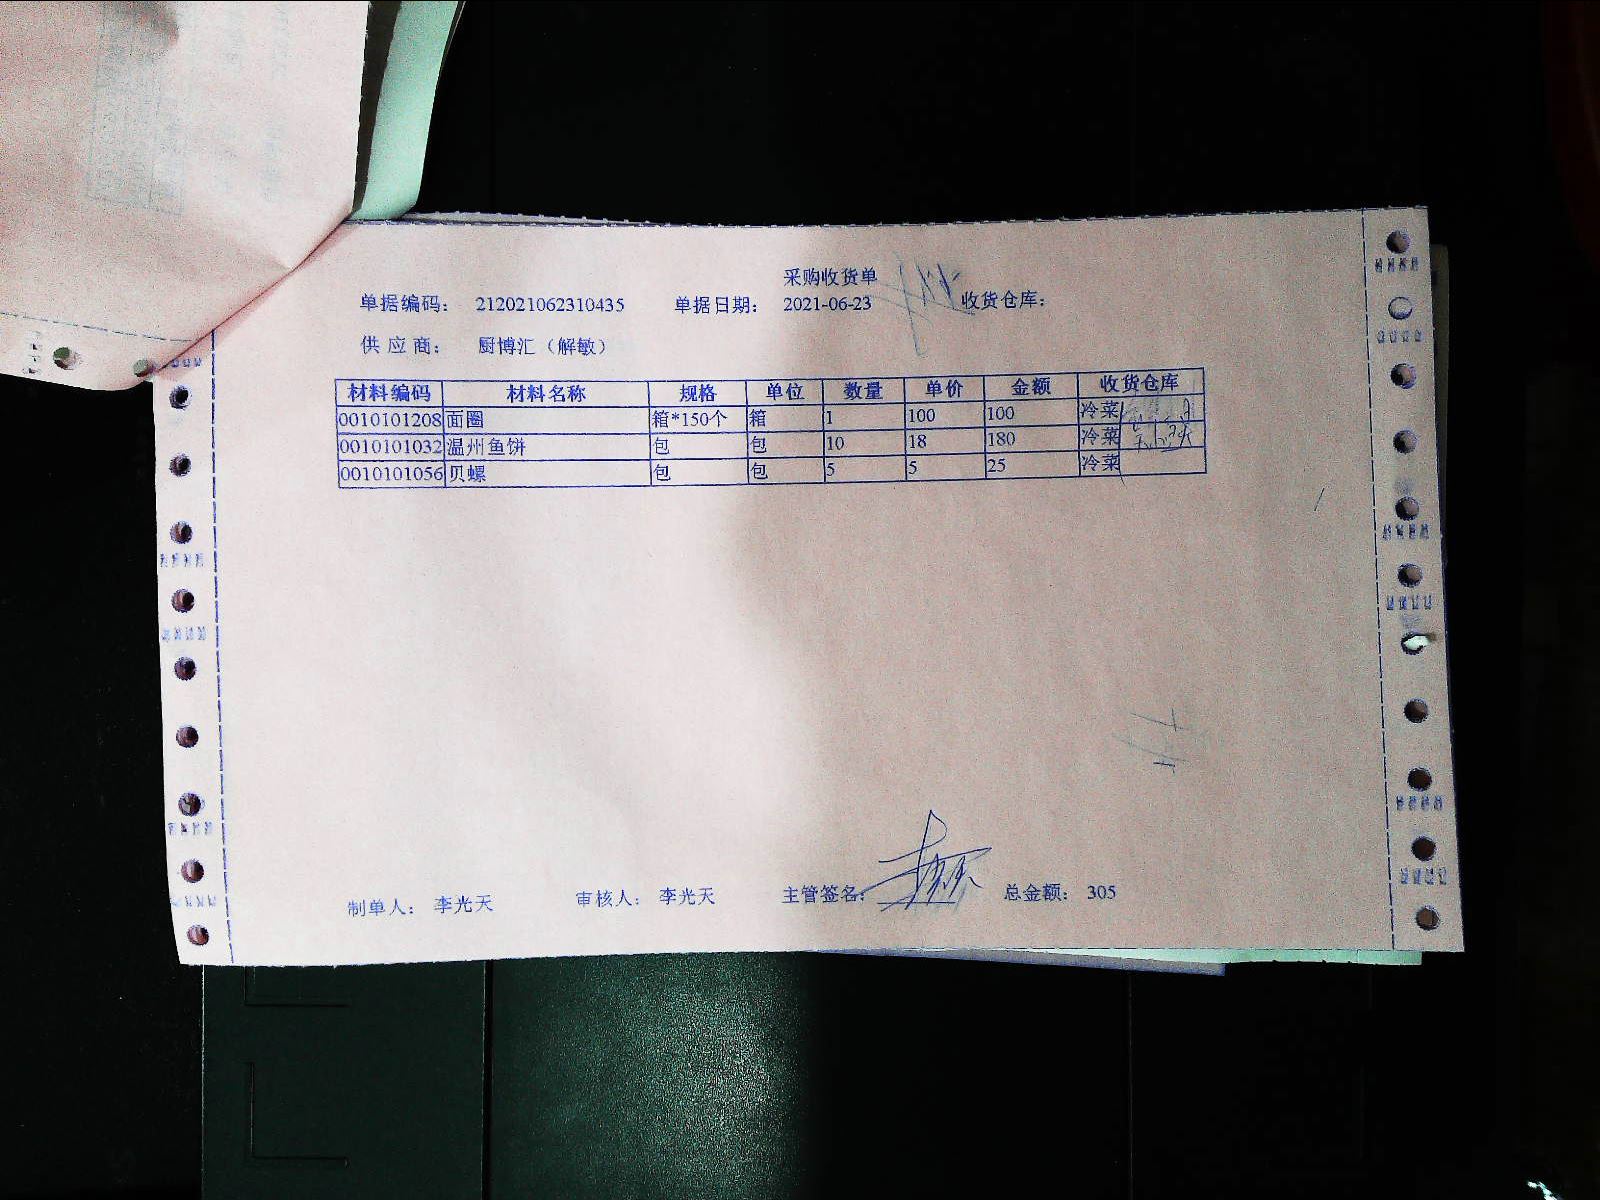 采购收货单
单据编码： 212021062310435 单据日期： 2021-06-23 收货仓库：
供应商： 厨博汇（解敏）
材料编码 材料名称 规格 单位 数量 单价 金额 收货仓库
0010101208 面圈 箱*150个 箱 1 100 100 冷菜
0010101032 温州鱼饼 包 包 10 18 180 冷菜
0010101056 贝螺 包 包 5 5 25 冷菜
制单人： 李光天 审核人： 李光天 主管签名： 总金额： 305